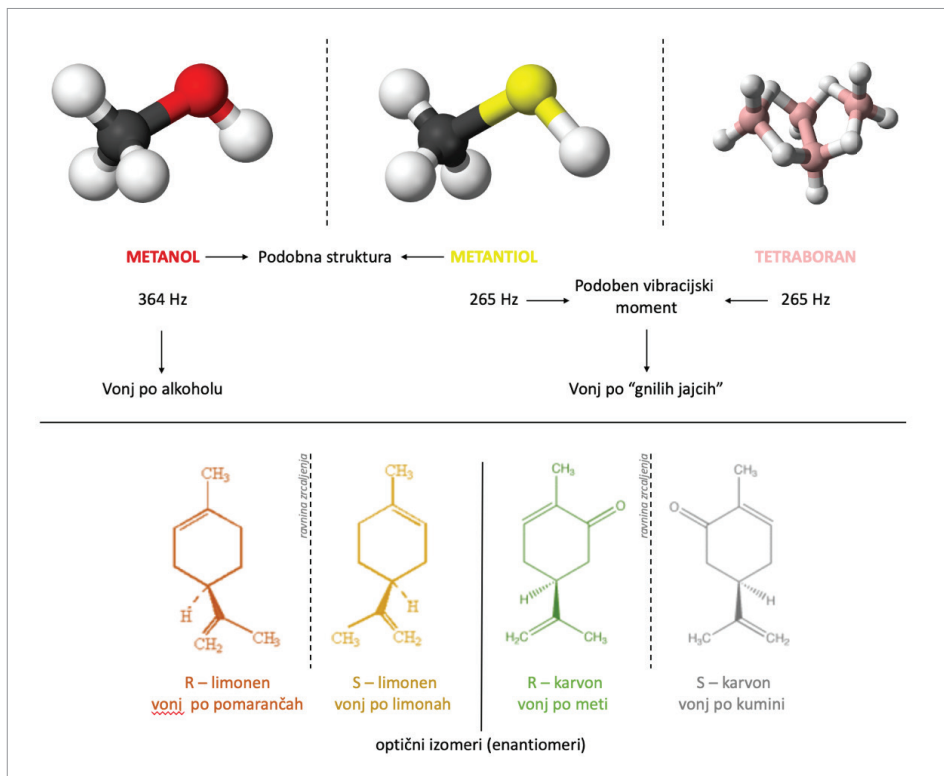 METANOL
Podobna struktura
METANTIOL
TETRABORAN
364 Hz
265 Hz
Podoben vibracijski
moment
265 Hz
Vonj po alkoholu
Vonj po “gnilih jajcih”
CH₃
H
CH₂
CH₃
ravnina zrcaljenja
CH₃
H
CH₃
CH₂
CH₃
O
H
H₂C
CH₃
ravnina zrcaljenja
CH₃
O
H
H₃C
CH₂
R – limonen
vonj po pomarančah
S – limonen
vonj po limonah
R – karvon
vonj po meti
S – karvon
vonj po kumini
optični izomeri (enantiomeri)